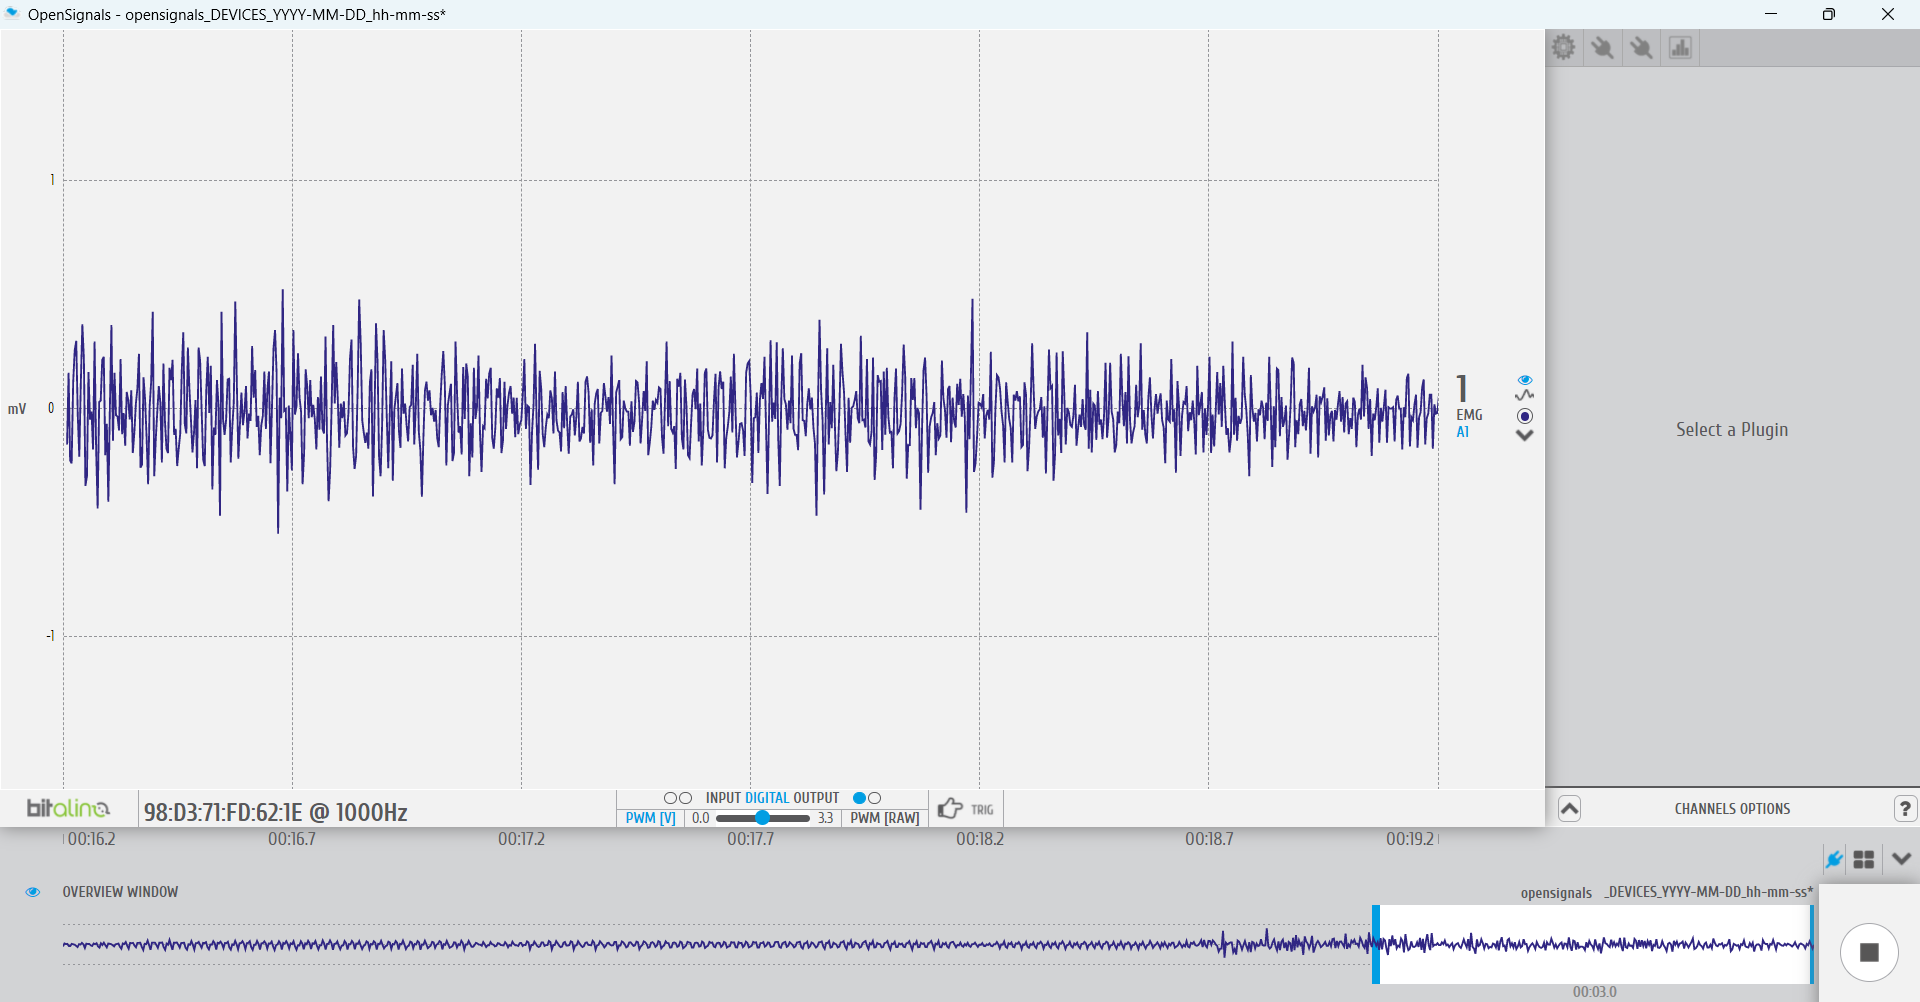 OpenSignals - opensignals_DEVICES_YYYY-MM-DD_hh-mm-ss*
1
mV 0
-1
1
EMG
A1
Select a Plugin
bitalino
98:D3:71:FD:62:1E @ 1000Hz
INPUT DIGITAL OUTPUT
PWM [V] 0.0 3.3 PWM [RAW]
TRIG
CHANNELS OPTIONS
?
00:16.2 00:16.7 00:17.2 00:17.7 00:18.2 00:18.7 00:19.2
OVERVIEW WINDOW
opensignals _DEVICES_YYYY-MM-DD_hh-mm-ss*
00:03.0